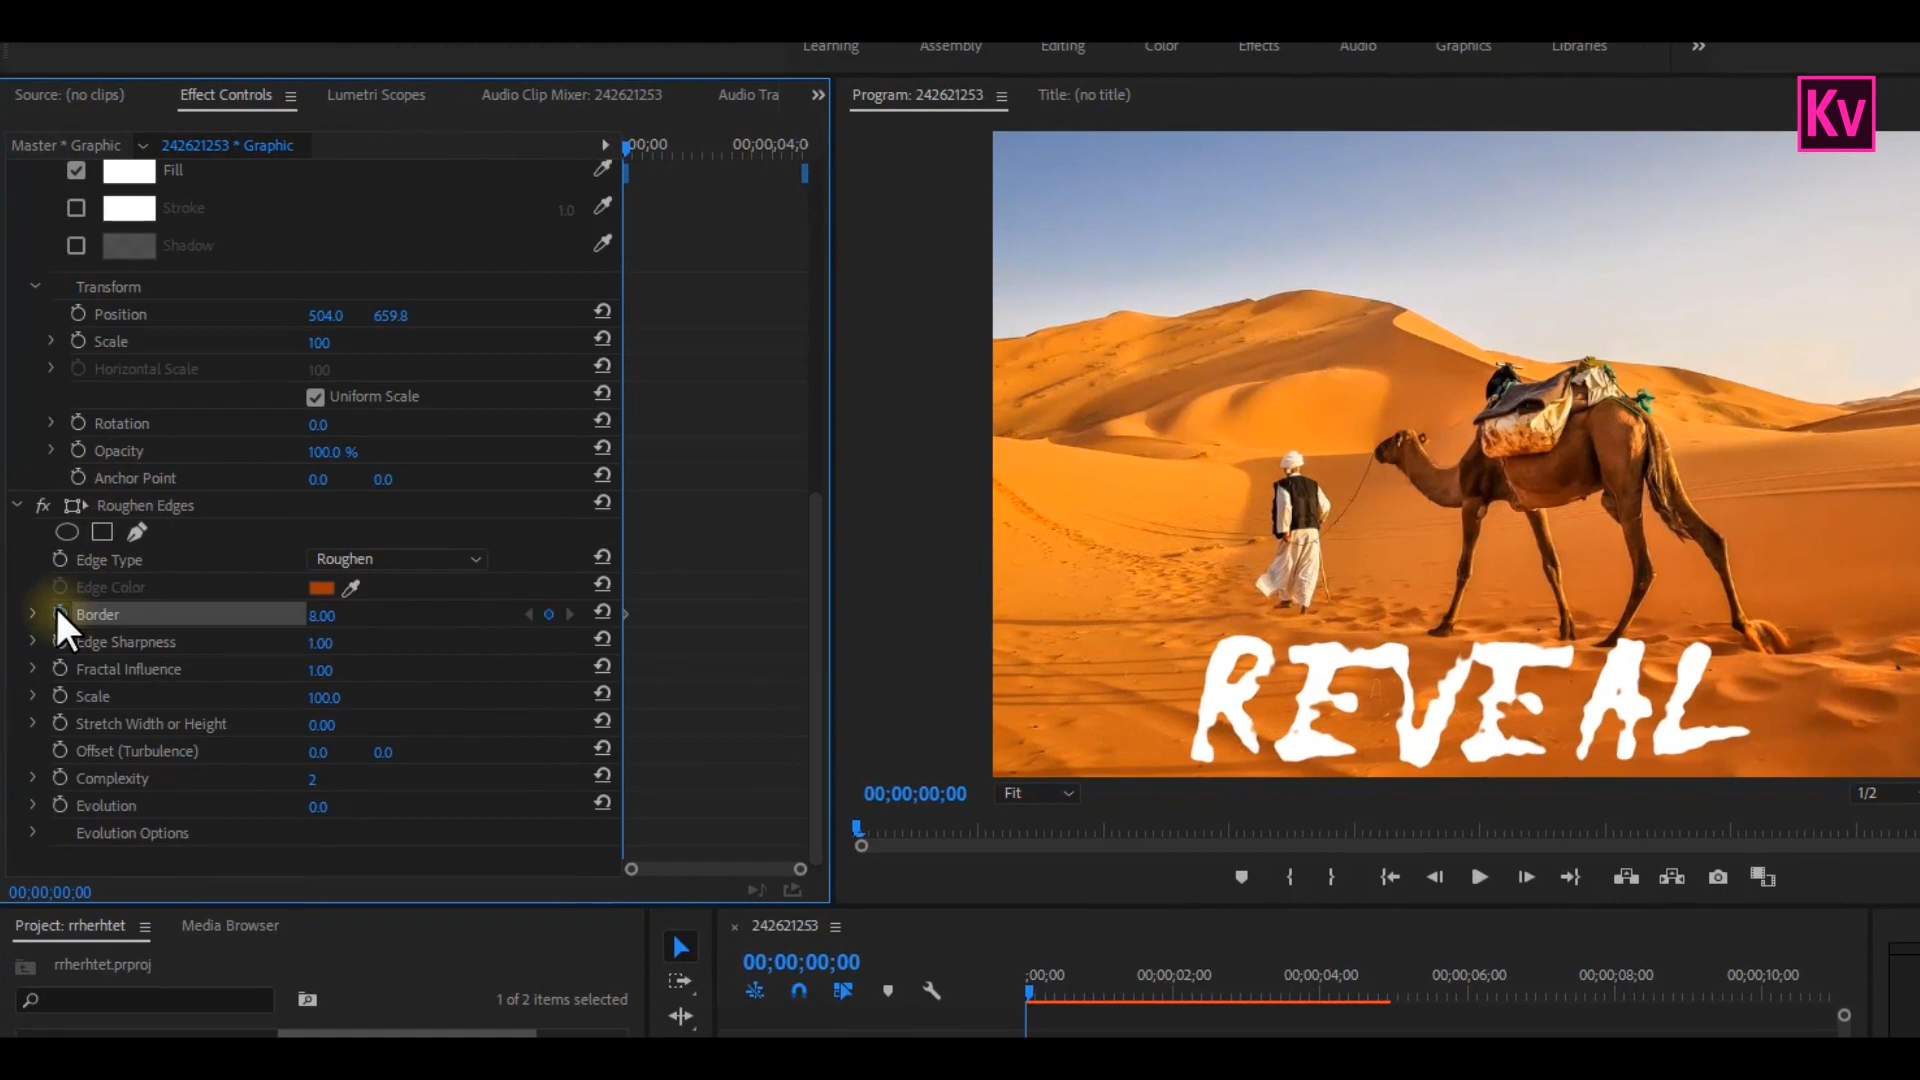 Learning Assembly Editing Color Effects Audio Graphics Libraries
Source: (no clips) Effect Controls Lumetri Scopes Audio Clip Mixer: 242621253 Audio Tra
Program: 242621253 Title: (no title)
Kv
Master * Graphic 242621253 * Graphic
;00;00 00;00;04;0
Fill
Stroke 1.0
Shadow
Transform
Position 504.0 659.8
Scale 100
Horizontal Scale 100
Uniform Scale
Rotation 0.0
Opacity 100.0 %
Anchor Point 0.0 0.0
fx Roughen Edges
Edge Type Roughen
Edge Color
Border 8.00
Edge Sharpness 1.00
Fractal Influence 1.00
Scale 100.0
Stretch Width or Height 0.00
Offset (Turbulence) 0.0 0.0
Complexity 2
Evolution 0.0
Evolution Options
00;00;00;00
REVEAL
00;00;00;00 Fit 1/2
Project: rrherhtet Media Browser
rrherhtet.prproj
1 of 2 items selected
× 242621253
00;00;00;00
;00;00 00;00;02;00 00;00;04;00 00;00;06;00 00;00;08;00 00;00;10;00